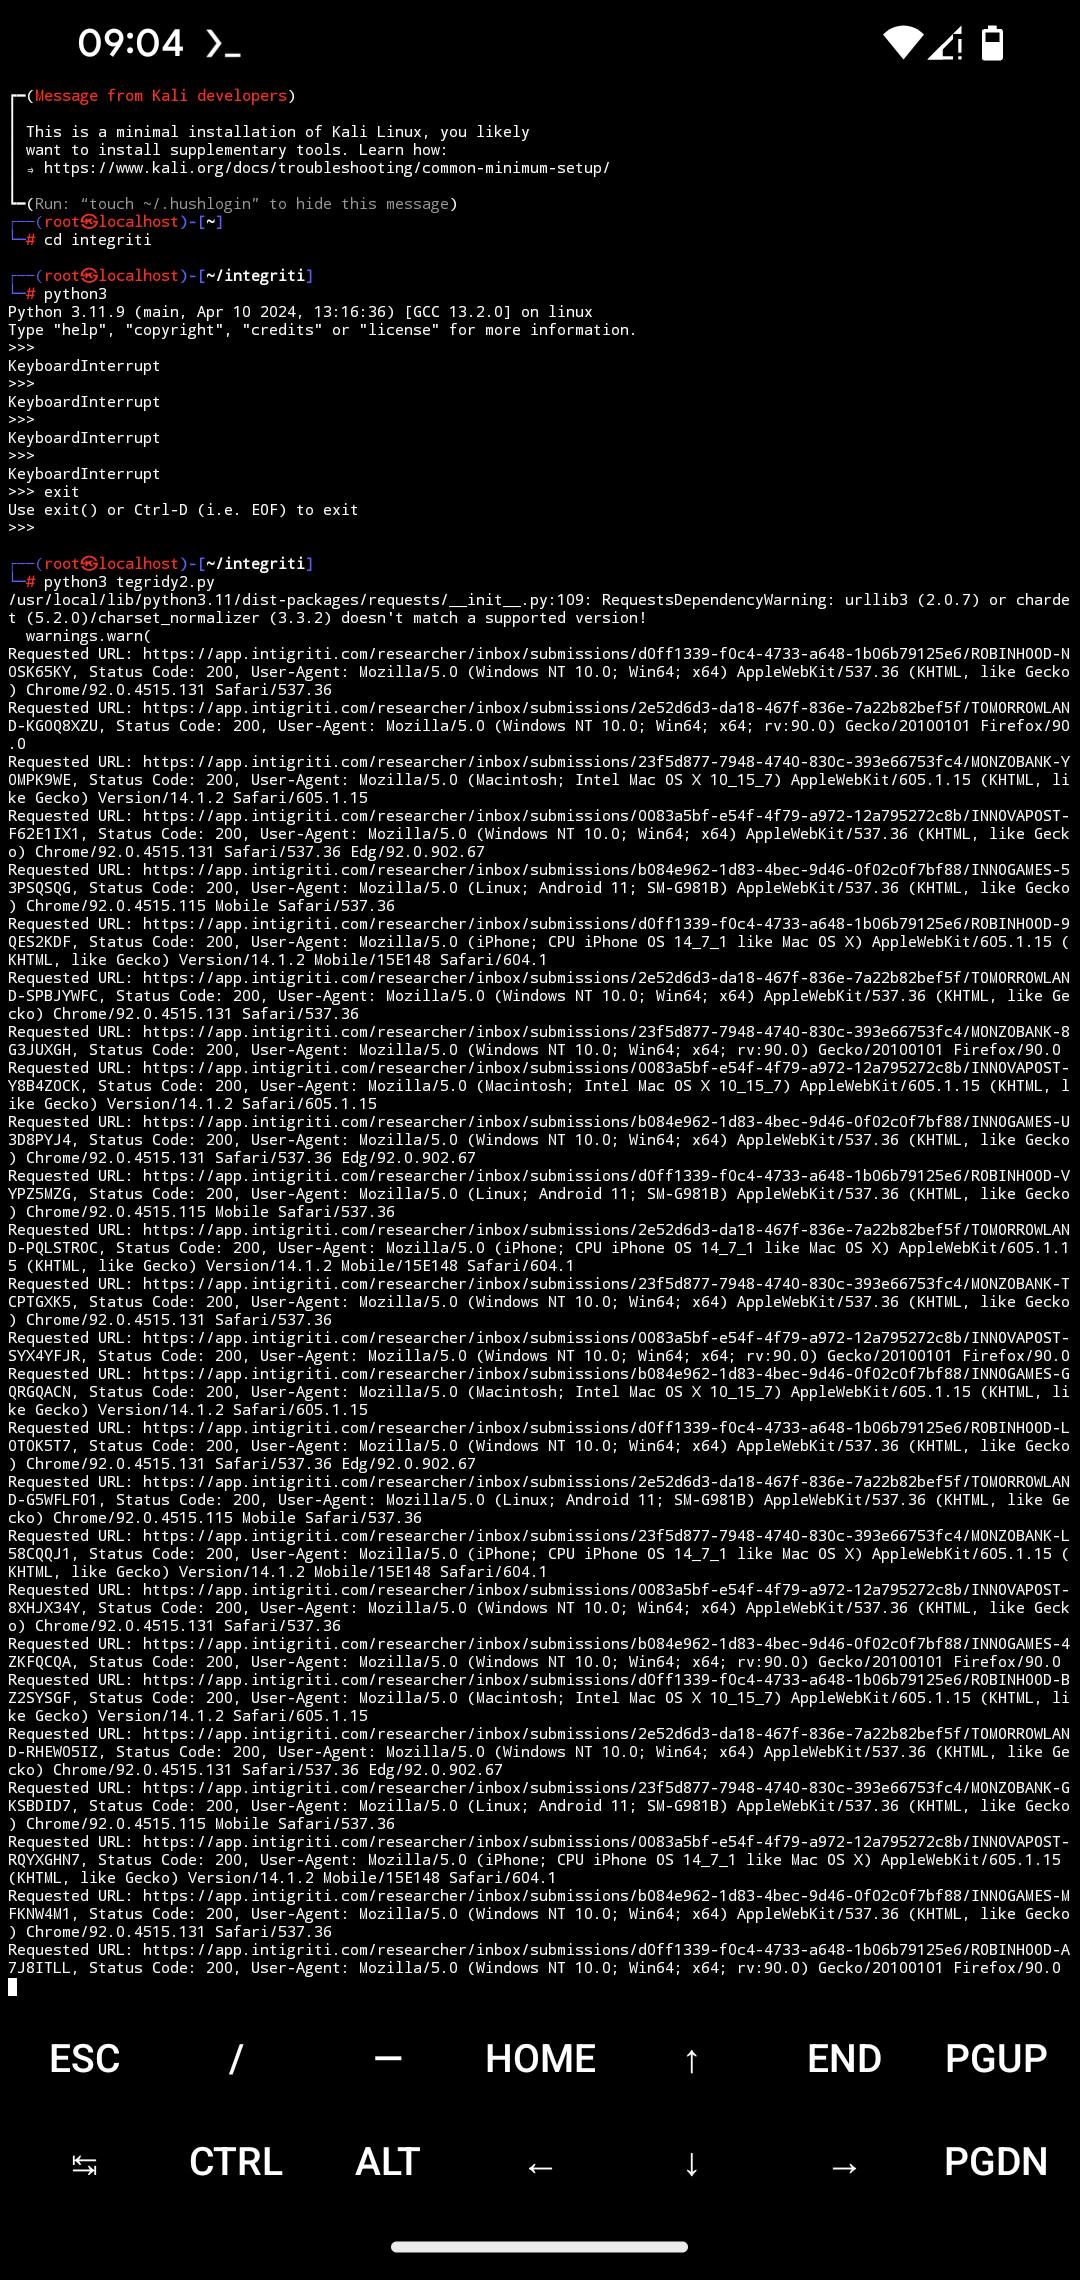 09:04
(Message from Kali developers)
This is a minimal installation of Kali Linux, you likely
want to install supplementary tools. Learn how:
⇒ https://www.kali.org/docs/troubleshooting/common-minimum-setup/
(Run: “touch ~/.hushlogin” to hide this message)
(root㉿localhost)-[~]
# cd integriti
(root㉿localhost)-[~/integriti]
# python3
Python 3.11.9 (main, Apr 10 2024, 13:16:36) [GCC 13.2.0] on linux
Type "help", "copyright", "credits" or "license" for more information.
>>>
KeyboardInterrupt
>>>
KeyboardInterrupt
>>>
KeyboardInterrupt
>>>
KeyboardInterrupt
>>> exit
Use exit() or Ctrl-D (i.e. EOF) to exit
>>>
(root㉿localhost)-[~/integriti]
# python3 tegridy2.py
/usr/local/lib/python3.11/dist-packages/requests/__init__.py:109: RequestsDependencyWarning: urllib3 (2.0.7) or charde
t (5.2.0)/charset_normalizer (3.3.2) doesn't match a supported version!
warnings.warn(
Requested URL: https://app.intigriti.com/researcher/inbox/submissions/d0ff1339-f0c4-4733-a648-1b06b79125e6/ROBINHOOD-N
OSK65KY, Status Code: 200, User-Agent: Mozilla/5.0 (Windows NT 10.0; Win64; x64) AppleWebKit/537.36 (KHTML, like Gecko
) Chrome/92.0.4515.131 Safari/537.36
Requested URL: https://app.intigriti.com/researcher/inbox/submissions/2e52d6d3-da18-467f-836e-7a22b82bef5f/TOMORROWLAN
D-KGOQ8XZU, Status Code: 200, User-Agent: Mozilla/5.0 (Windows NT 10.0; Win64; x64; rv:90.0) Gecko/20100101 Firefox/90
.0
Requested URL: https://app.intigriti.com/researcher/inbox/submissions/23f5d877-7948-4740-830c-393e66753fc4/MONZOBANK-Y
OMPK9WE, Status Code: 200, User-Agent: Mozilla/5.0 (Macintosh; Intel Mac OS X 10_15_7) AppleWebKit/605.1.15 (KHTML, li
ke Gecko) Version/14.1.2 Safari/605.1.15
Requested URL: https://app.intigriti.com/researcher/inbox/submissions/0083a5bf-e54f-4f79-a972-12a795272c8b/INNOVAPOST-
F62E1IX1, Status Code: 200, User-Agent: Mozilla/5.0 (Windows NT 10.0; Win64; x64) AppleWebKit/537.36 (KHTML, like Geck
o) Chrome/92.0.4515.131 Safari/537.36 Edg/92.0.902.67
Requested URL: https://app.intigriti.com/researcher/inbox/submissions/b084e962-1d83-4bec-9d46-0f02c0f7bf88/INNOGAMES-5
3PSQSQG, Status Code: 200, User-Agent: Mozilla/5.0 (Linux; Android 11; SM-G981B) AppleWebKit/537.36 (KHTML, like Gecko
) Chrome/92.0.4515.115 Mobile Safari/537.36
Requested URL: https://app.intigriti.com/researcher/inbox/submissions/d0ff1339-f0c4-4733-a648-1b06b79125e6/ROBINHOOD-9
QES2KDF, Status Code: 200, User-Agent: Mozilla/5.0 (iPhone; CPU iPhone OS 14_7_1 like Mac OS X) AppleWebKit/605.1.15 (
KHTML, like Gecko) Version/14.1.2 Mobile/15E148 Safari/604.1
Requested URL: https://app.intigriti.com/researcher/inbox/submissions/2e52d6d3-da18-467f-836e-7a22b82bef5f/TOMORROWLAN
D-SPBJYWFC, Status Code: 200, User-Agent: Mozilla/5.0 (Windows NT 10.0; Win64; x64) AppleWebKit/537.36 (KHTML, like Ge
cko) Chrome/92.0.4515.131 Safari/537.36
Requested URL: https://app.intigriti.com/researcher/inbox/submissions/23f5d877-7948-4740-830c-393e66753fc4/MONZOBANK-8
G3JUXGH, Status Code: 200, User-Agent: Mozilla/5.0 (Windows NT 10.0; Win64; x64; rv:90.0) Gecko/20100101 Firefox/90.0
Requested URL: https://app.intigriti.com/researcher/inbox/submissions/0083a5bf-e54f-4f79-a972-12a795272c8b/INNOVAPOST-
Y8B4ZOCK, Status Code: 200, User-Agent: Mozilla/5.0 (Macintosh; Intel Mac OS X 10_15_7) AppleWebKit/605.1.15 (KHTML, l
ike Gecko) Version/14.1.2 Safari/605.1.15
Requested URL: https://app.intigriti.com/researcher/inbox/submissions/b084e962-1d83-4bec-9d46-0f02c0f7bf88/INNOGAMES-U
3D8PYJ4, Status Code: 200, User-Agent: Mozilla/5.0 (Windows NT 10.0; Win64; x64) AppleWebKit/537.36 (KHTML, like Gecko
) Chrome/92.0.4515.131 Safari/537.36 Edg/92.0.902.67
Requested URL: https://app.intigriti.com/researcher/inbox/submissions/d0ff1339-f0c4-4733-a648-1b06b79125e6/ROBINHOOD-V
YPZ5MZG, Status Code: 200, User-Agent: Mozilla/5.0 (Linux; Android 11; SM-G981B) AppleWebKit/537.36 (KHTML, like Gecko
) Chrome/92.0.4515.115 Mobile Safari/537.36
Requested URL: https://app.intigriti.com/researcher/inbox/submissions/2e52d6d3-da18-467f-836e-7a22b82bef5f/TOMORROWLAN
D-PQLSTROC, Status Code: 200, User-Agent: Mozilla/5.0 (iPhone; CPU iPhone OS 14_7_1 like Mac OS X) AppleWebKit/605.1.1
5 (KHTML, like Gecko) Version/14.1.2 Mobile/15E148 Safari/604.1
Requested URL: https://app.intigriti.com/researcher/inbox/submissions/23f5d877-7948-4740-830c-393e66753fc4/MONZOBANK-T
CPTGXK5, Status Code: 200, User-Agent: Mozilla/5.0 (Windows NT 10.0; Win64; x64) AppleWebKit/537.36 (KHTML, like Gecko
) Chrome/92.0.4515.131 Safari/537.36
Requested URL: https://app.intigriti.com/researcher/inbox/submissions/0083a5bf-e54f-4f79-a972-12a795272c8b/INNOVAPOST-
SYX4YFJR, Status Code: 200, User-Agent: Mozilla/5.0 (Windows NT 10.0; Win64; x64; rv:90.0) Gecko/20100101 Firefox/90.0
Requested URL: https://app.intigriti.com/researcher/inbox/submissions/b084e962-1d83-4bec-9d46-0f02c0f7bf88/INNOGAMES-G
QRGQACN, Status Code: 200, User-Agent: Mozilla/5.0 (Macintosh; Intel Mac OS X 10_15_7) AppleWebKit/605.1.15 (KHTML, li
ke Gecko) Version/14.1.2 Safari/605.1.15
Requested URL: https://app.intigriti.com/researcher/inbox/submissions/d0ff1339-f0c4-4733-a648-1b06b79125e6/ROBINHOOD-L
OTOK5T7, Status Code: 200, User-Agent: Mozilla/5.0 (Windows NT 10.0; Win64; x64) AppleWebKit/537.36 (KHTML, like Gecko
) Chrome/92.0.4515.131 Safari/537.36 Edg/92.0.902.67
Requested URL: https://app.intigriti.com/researcher/inbox/submissions/2e52d6d3-da18-467f-836e-7a22b82bef5f/TOMORROWLAN
D-G5WFLFO1, Status Code: 200, User-Agent: Mozilla/5.0 (Linux; Android 11; SM-G981B) AppleWebKit/537.36 (KHTML, like Ge
cko) Chrome/92.0.4515.115 Mobile Safari/537.36
Requested URL: https://app.intigriti.com/researcher/inbox/submissions/23f5d877-7948-4740-830c-393e66753fc4/MONZOBANK-L
58CQQJ1, Status Code: 200, User-Agent: Mozilla/5.0 (iPhone; CPU iPhone OS 14_7_1 like Mac OS X) AppleWebKit/605.1.15 (
KHTML, like Gecko) Version/14.1.2 Mobile/15E148 Safari/604.1
Requested URL: https://app.intigriti.com/researcher/inbox/submissions/0083a5bf-e54f-4f79-a972-12a795272c8b/INNOVAPOST-
8XHJX34Y, Status Code: 200, User-Agent: Mozilla/5.0 (Windows NT 10.0; Win64; x64) AppleWebKit/537.36 (KHTML, like Geck
o) Chrome/92.0.4515.131 Safari/537.36
Requested URL: https://app.intigriti.com/researcher/inbox/submissions/b084e962-1d83-4bec-9d46-0f02c0f7bf88/INNOGAMES-4
ZKFQCQA, Status Code: 200, User-Agent: Mozilla/5.0 (Windows NT 10.0; Win64; x64; rv:90.0) Gecko/20100101 Firefox/90.0
Requested URL: https://app.intigriti.com/researcher/inbox/submissions/d0ff1339-f0c4-4733-a648-1b06b79125e6/ROBINHOOD-B
Z2SYSGF, Status Code: 200, User-Agent: Mozilla/5.0 (Macintosh; Intel Mac OS X 10_15_7) AppleWebKit/605.1.15 (KHTML, li
ke Gecko) Version/14.1.2 Safari/605.1.15
Requested URL: https://app.intigriti.com/researcher/inbox/submissions/2e52d6d3-da18-467f-836e-7a22b82bef5f/TOMORROWLAN
D-RHEWO5IZ, Status Code: 200, User-Agent: Mozilla/5.0 (Windows NT 10.0; Win64; x64) AppleWebKit/537.36 (KHTML, like Ge
cko) Chrome/92.0.4515.131 Safari/537.36 Edg/92.0.902.67
Requested URL: https://app.intigriti.com/researcher/inbox/submissions/23f5d877-7948-4740-830c-393e66753fc4/MONZOBANK-G
KSBDID7, Status Code: 200, User-Agent: Mozilla/5.0 (Linux; Android 11; SM-G981B) AppleWebKit/537.36 (KHTML, like Gecko
) Chrome/92.0.4515.115 Mobile Safari/537.36
Requested URL: https://app.intigriti.com/researcher/inbox/submissions/0083a5bf-e54f-4f79-a972-12a795272c8b/INNOVAPOST-
RQYXGHN7, Status Code: 200, User-Agent: Mozilla/5.0 (iPhone; CPU iPhone OS 14_7_1 like Mac OS X) AppleWebKit/605.1.15
(KHTML, like Gecko) Version/14.1.2 Mobile/15E148 Safari/604.1
Requested URL: https://app.intigriti.com/researcher/inbox/submissions/b084e962-1d83-4bec-9d46-0f02c0f7bf88/INNOGAMES-M
FKNW4M1, Status Code: 200, User-Agent: Mozilla/5.0 (Windows NT 10.0; Win64; x64) AppleWebKit/537.36 (KHTML, like Gecko
) Chrome/92.0.4515.131 Safari/537.36
Requested URL: https://app.intigriti.com/researcher/inbox/submissions/d0ff1339-f0c4-4733-a648-1b06b79125e6/ROBINHOOD-A
7J8ITLL, Status Code: 200, User-Agent: Mozilla/5.0 (Windows NT 10.0; Win64; x64; rv:90.0) Gecko/20100101 Firefox/90.0
ESC / — HOME ↑ END PGUP
↹ CTRL ALT ← ↓ → PGDN